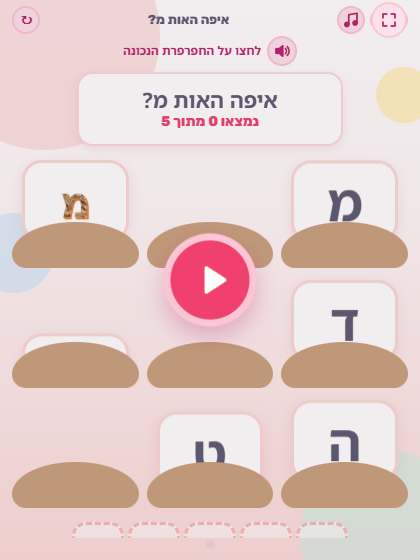 איפה האות מ?
לחצו על החפרפרת הנכונה
איפה האות מ?
נמצאו 0 מתוך 5
מ
מ
ד
ה
ט